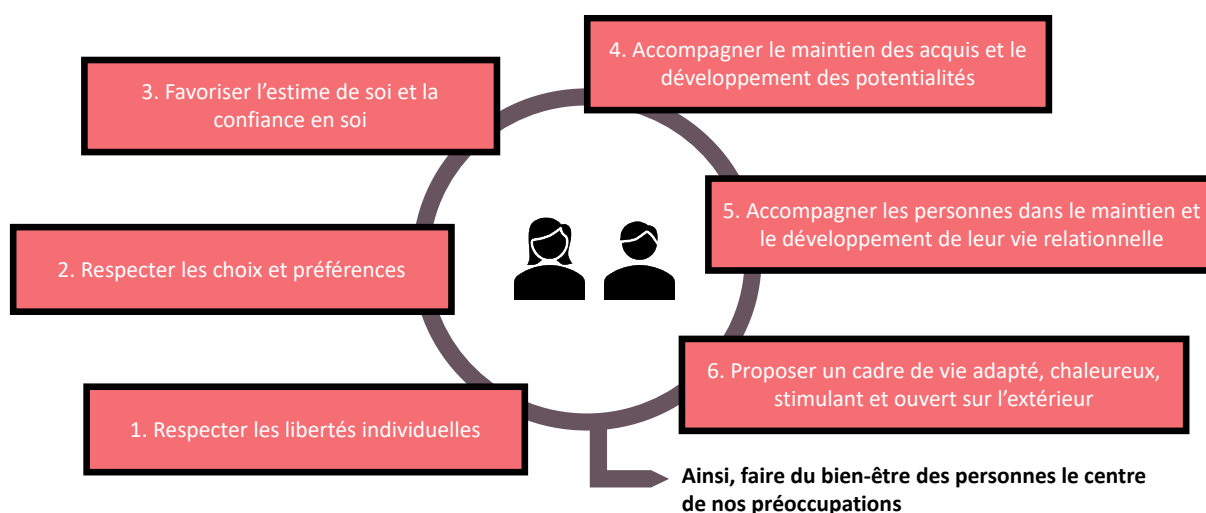 1. Respecter les libertés individuelles
2. Respecter les choix et préférences
3. Favoriser l’estime de soi et la
confiance en soi
4. Accompagner le maintien des acquis et le
développement des potentialités
5. Accompagner les personnes dans le maintien et
le développement de leur vie relationnelle
6. Proposer un cadre de vie adapté, chaleureux,
stimulant et ouvert sur l’extérieur
Ainsi, faire du bien-être des personnes le centre
de nos préoccupations